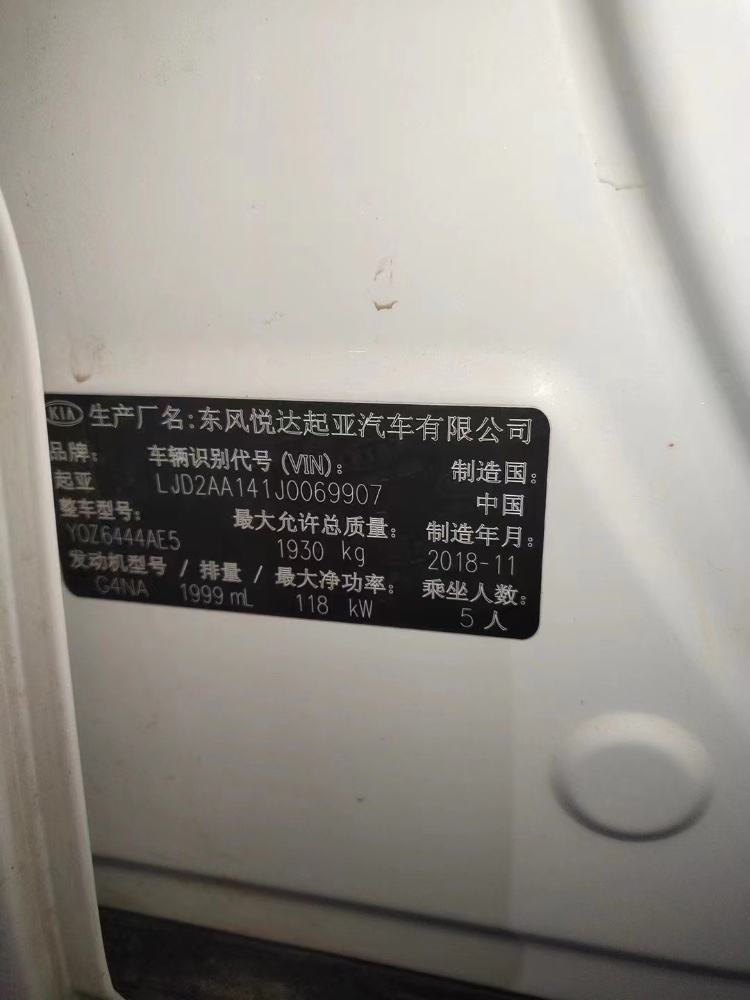 KIA 生产厂名:东风悦达起亚汽车有限公司
品牌: 车辆识别代号(VIN): 制造国:
起亚 LJD2AA141J0069907 中国
整车型号: 最大允许总质量: 制造年月:
YQZ6444AE5 1930 kg 2018-11
发动机型号 / 排量 / 最大净功率: 乘坐人数:
G4NA 1999 mL 118 kW 5 人